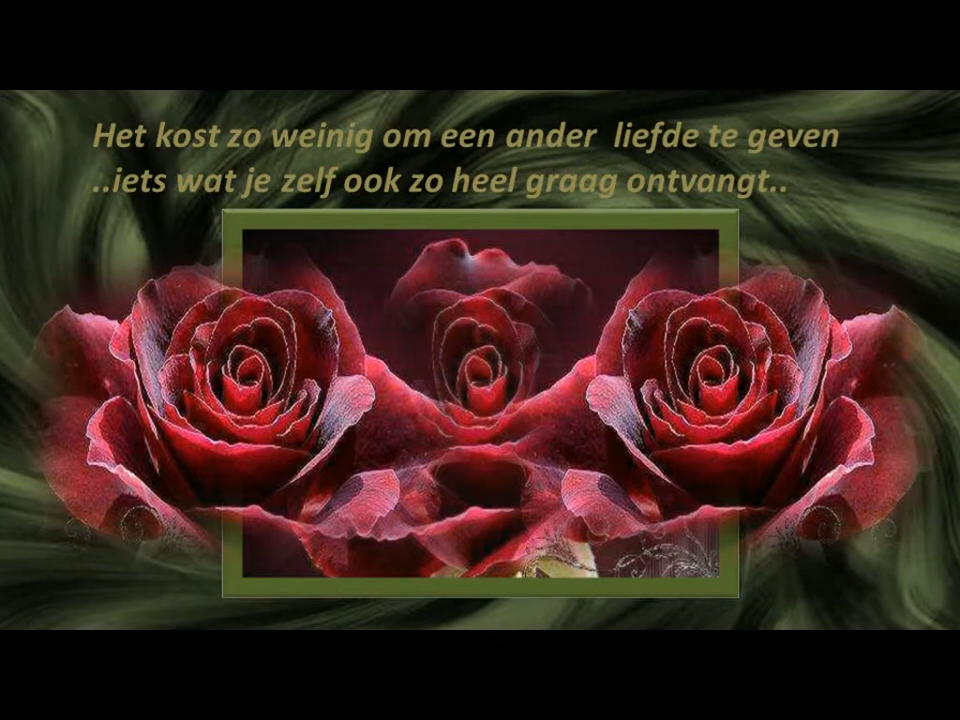 Het kost zo weinig om een ander liefde te geven
..iets wat je zelf ook zo heel graag ontvangt..